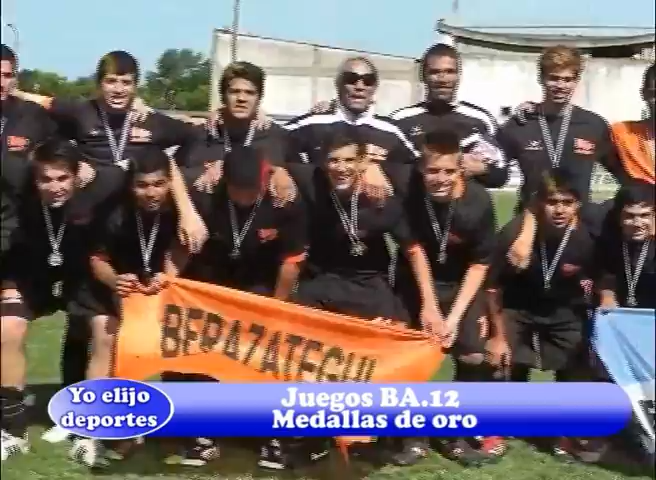 BERAZATEGUI
Yo elijo
deportes
Juegos BA.12
Medallas de oro